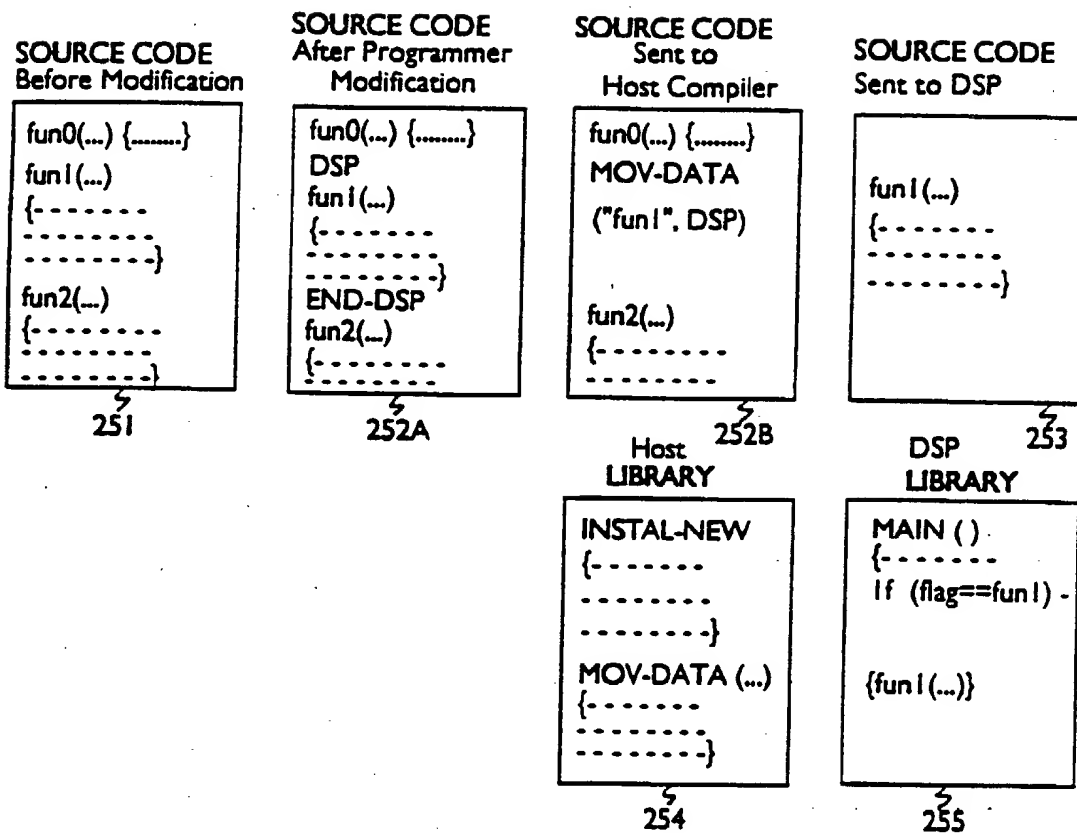 SOURCE CODE
Before Modification
fun0(...) {........}
fun1(...)
{- - - - - - -
- - - - - - - - -
- - - - - - - - -}
fun2(...)
{- - - - - - - -
- - - - - - - - -
- - - - - - - - -}
251
SOURCE CODE
After Programmer
Modification
fun0(...) {........}
DSP
fun1(...)
{- - - - - - -
- - - - - - - - -
- - - - - - - - -}
END-DSP
fun2(...)
{- - - - - - - -
- - - - - - - - -
252A
SOURCE CODE
Sent to
Host Compiler
fun0(...) {........}
MOV-DATA
("fun1", DSP)
fun2(...)
{- - - - - - - -
- - - - - - - - -
252B
SOURCE CODE
Sent to DSP
fun1(...)
{- - - - - - -
- - - - - - - - -
- - - - - - - - -}
253
Host
LIBRARY
INSTAL-NEW
{- - - - - - -
- - - - - - - - -
- - - - - - - - -}
MOV-DATA (...)
{- - - - - - -
- - - - - - - - -
- - - - - - - - -}
254
DSP
LIBRARY
MAIN ( )
{- - - - - - -
If (flag==fun1) -
{fun1(...)}
255